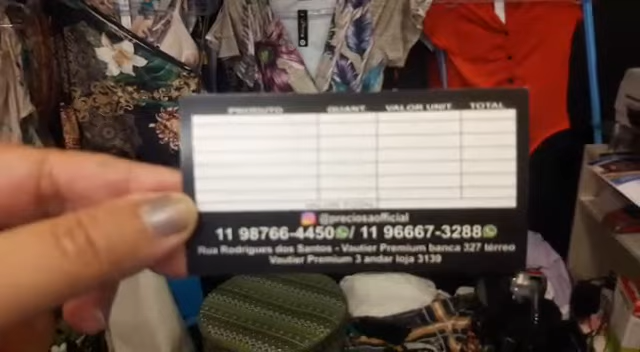 PRODUTO QUANT VALOR UNIT TOTAL
@preciosaofficial
11 98766-4450 / 11 96667-3288
Rua Rodrigues dos Santos - Vautier Premium banca 327 térreo
Vautier Premium 3 andar loja 3139